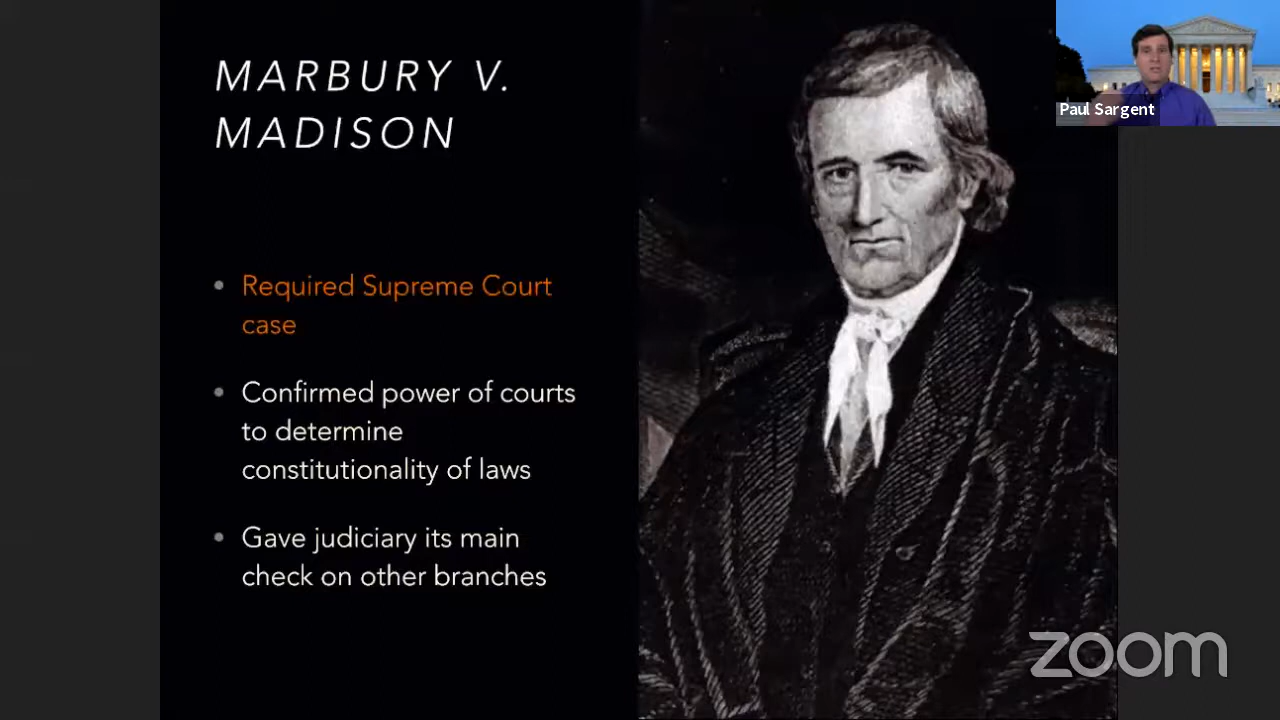 MARBURY V.
MADISON
Paul Sargent
• Required Supreme Court
case
• Confirmed power of courts
to determine
constitutionality of laws
• Gave judiciary its main
check on other branches
zoom